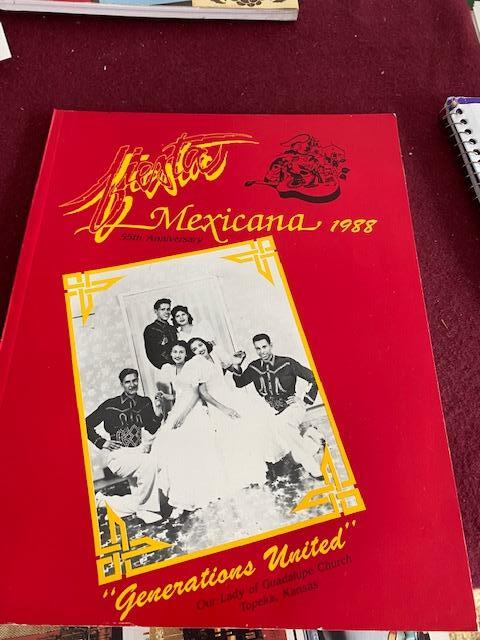 Fiesta
Mexicana 1988
55th Anniversary
"Generations United"
Our Lady of Guadalupe Church
Topeka, Kansas